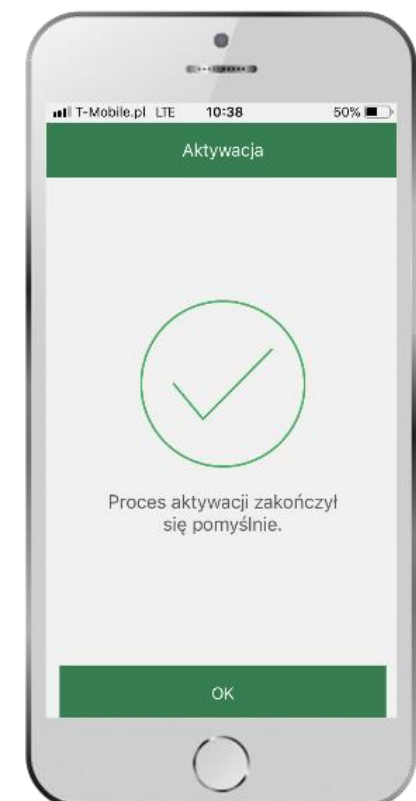 T-Mobile.pl LTE 10:38 50%
Aktywacja
Proces aktywacji zakończył
się pomyślnie.
OK